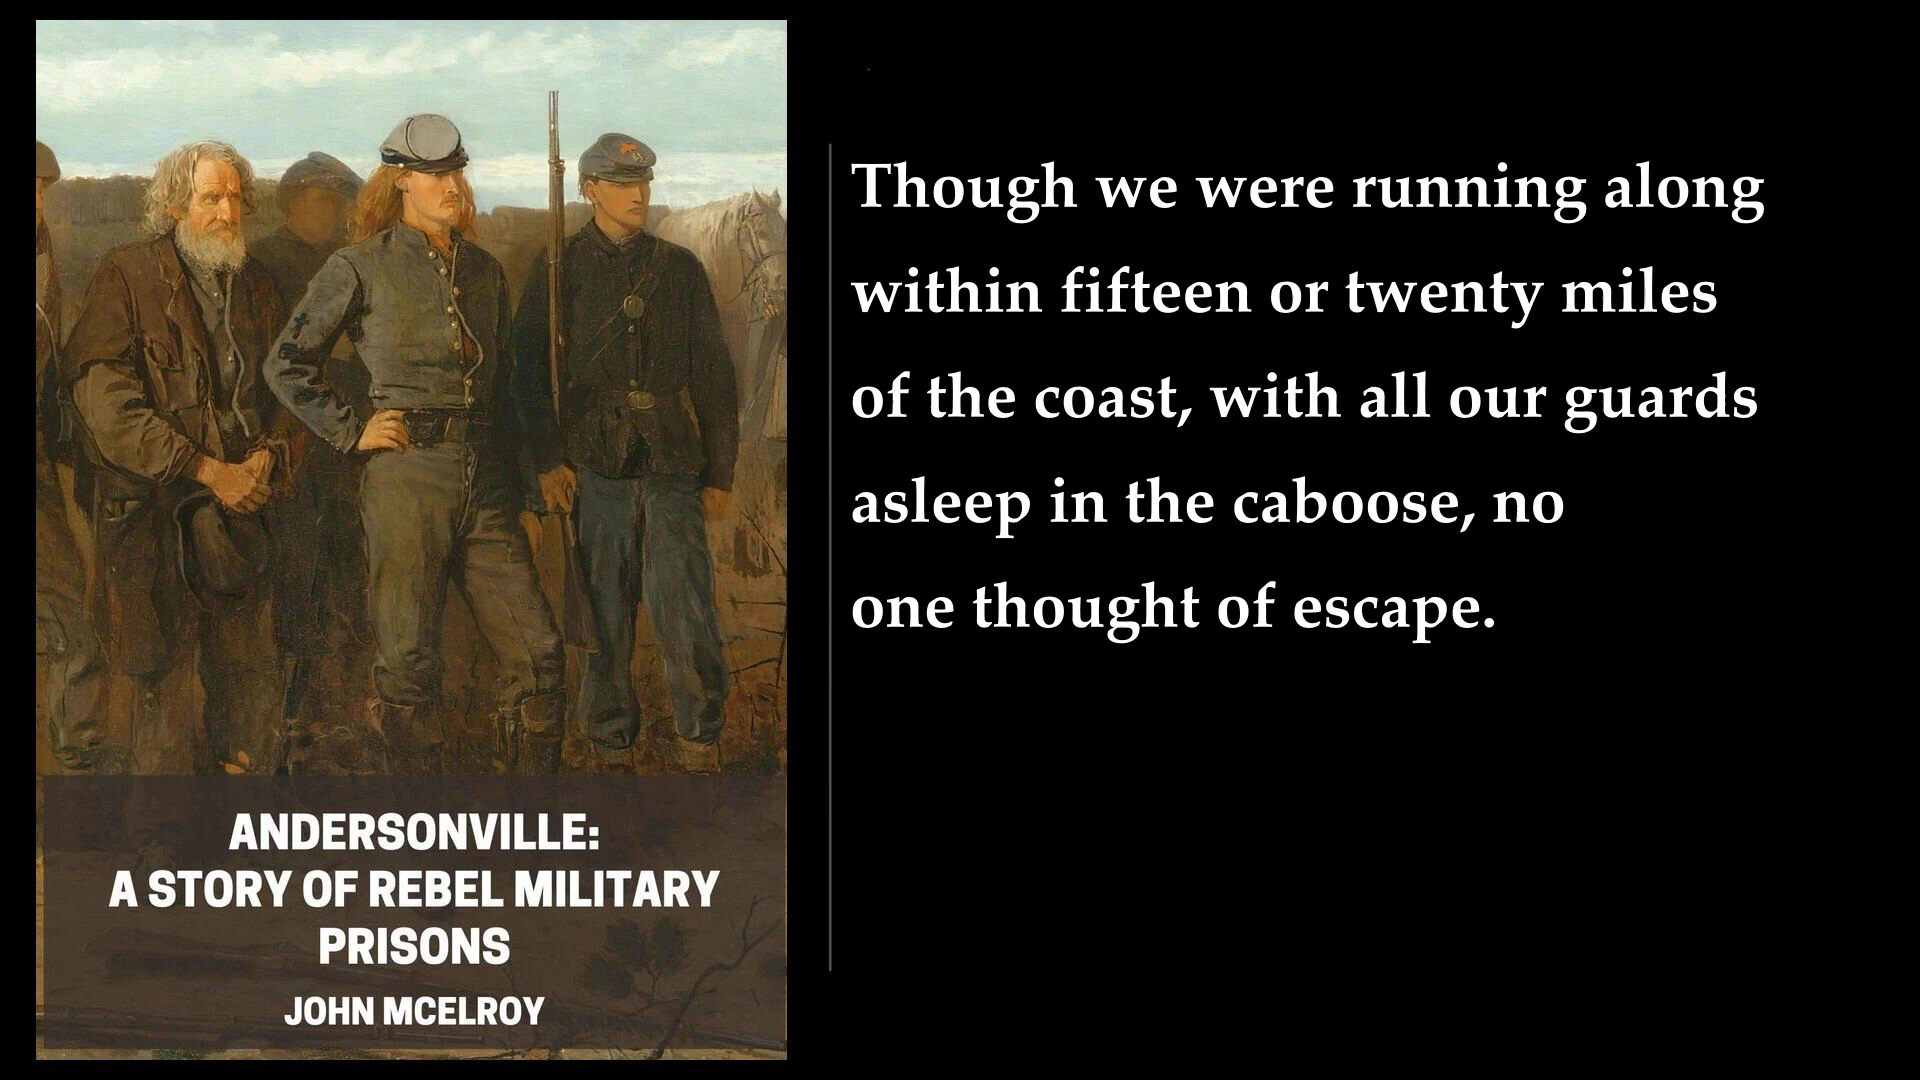 ANDERSONVILLE:
A STORY OF REBEL MILITARY
PRISONS
JOHN MCELROY
Though we were running along
within fifteen or twenty miles
of the coast, with all our guards
asleep in the caboose, no
one thought of escape.